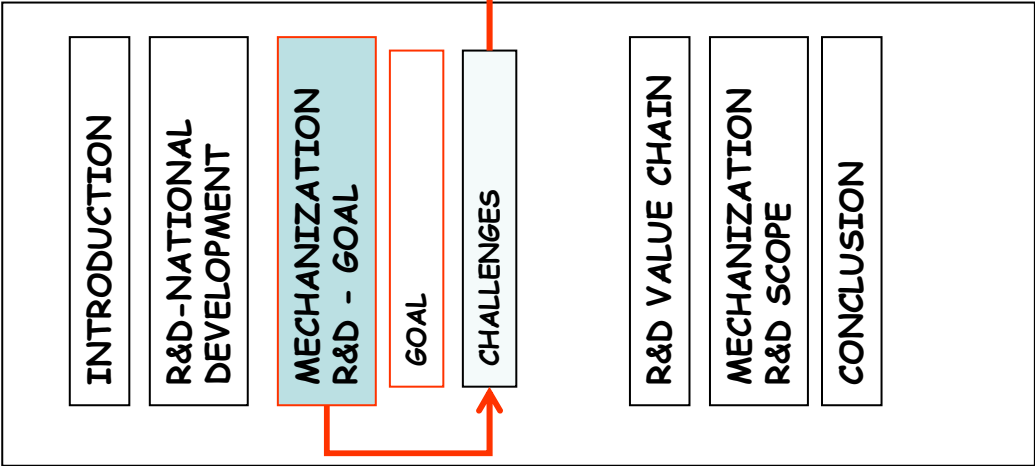 INTRODUCTION
R&D-NATIONAL
DEVELOPMENT
MECHANIZATION
R&D - GOAL
GOAL
CHALLENGES
R&D VALUE CHAIN
MECHANIZATION
R&D SCOPE
CONCLUSION